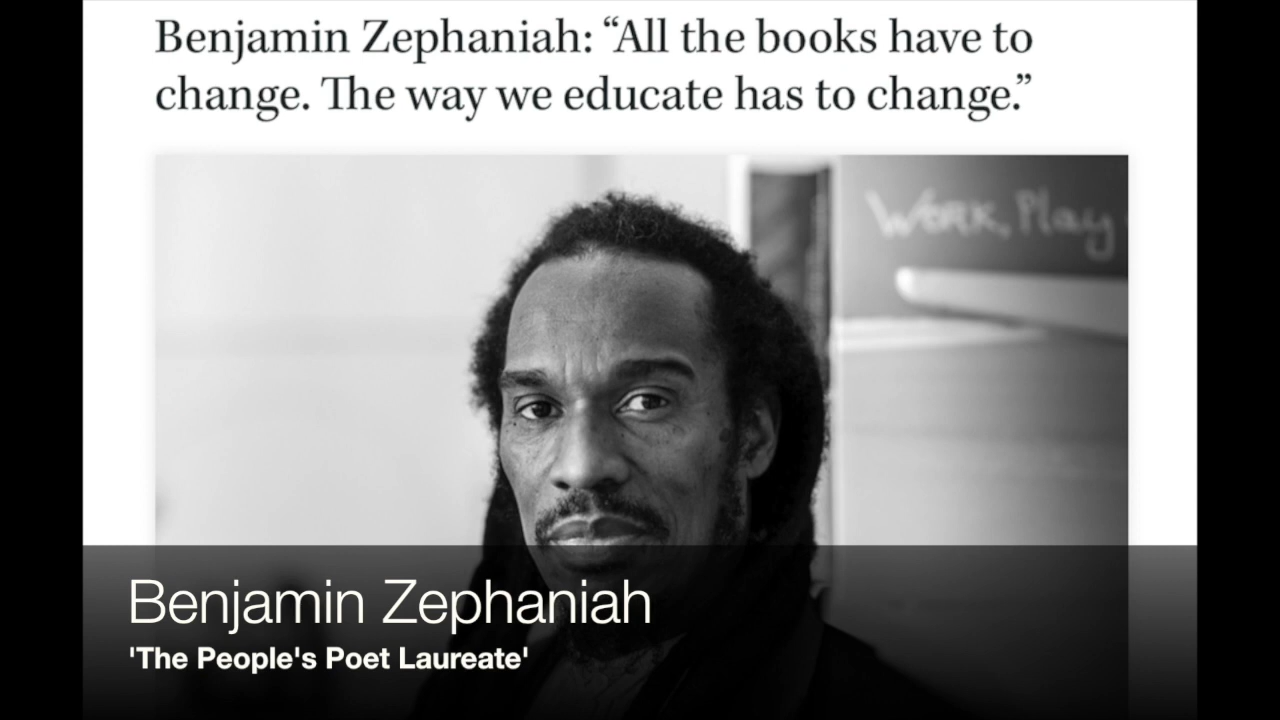 Benjamin Zephaniah: “All the books have to
change. The way we educate has to change.”
Work, Play
Benjamin Zephaniah
'The People's Poet Laureate'